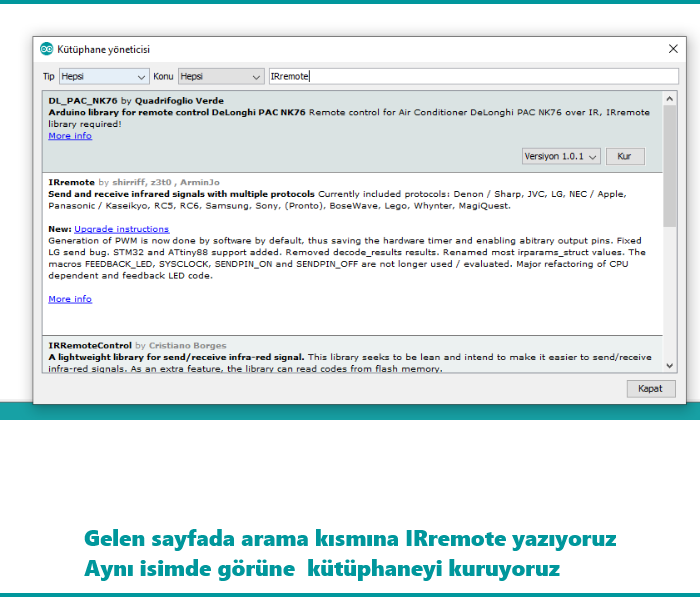 Kütüphane yöneticisi
Tip Hepsi Konu Hepsi IRremote
DL_PAC_NK76 by Quadrifoglio Verde
Arduino library for remote control DeLonghi PAC NK76 Remote control for Air Conditioner DeLonghi PAC NK76 over IR, IRremote
library required!
More info
Versiyon 1.0.1 Kur
IRremote by shirriff, z3t0 , ArminJo
Send and receive infrared signals with multiple protocols Currently included protocols: Denon / Sharp, JVC, LG, NEC / Apple,
Panasonic / Kaseikyo, RC5, RC6, Samsung, Sony, (Pronto), BoseWave, Lego, Whynter, MagiQuest.
New: Upgrade instructions
Generation of PWM is now done by software by default, thus saving the hardware timer and enabling abitrary output pins. Fixed
LG send bug. STM32 and ATtiny88 support added. Removed decode_results results. Renamed most irparams_struct values. The
macros FEEDBACK_LED, SYSCLOCK, SENDPIN_ON and SENDPIN_OFF are not longer used / evaluated. Major refactoring of CPU
dependent and feedback LED code.
More info
IRRemoteControl by Cristiano Borges
A lightweight library for send/receive infra-red signal. This library seeks to be lean and intend to make it easier to send/receive
infra-red signals. As an extra feature, the library can read codes from flash memory.
Kapat
Gelen sayfada arama kısmına IRremote yazıyoruz
Aynı isimde görüne kütüphaneyi kuruyoruz